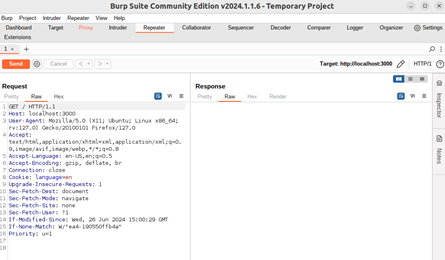 Burp Suite Community Edition v2024.1.1.6 - Temporary Project
Burp Project Intruder Repeater View Help
Dashboard Target Proxy Intruder Repeater Collaborator Sequencer Decoder Comparer Logger Organizer Settings
Extensions
1 × +
Send Cancel < > Target: http://localhost:3000 HTTP/1
Request Response
Pretty Raw Hex \n Pretty Raw Hex Render \n
1 GET / HTTP/1.1
2 Host: localhost:3000
3 User-Agent: Mozilla/5.0 (X11; Ubuntu; Linux x86_64;
rv:127.0) Gecko/20100101 Firefox/127.0
4 Accept:
text/html,application/xhtml+xml,application/xml;q=0.
9,image/avif,image/webp,*/*;q=0.8
5 Accept-Language: en-US,en;q=0.5
6 Accept-Encoding: gzip, deflate, br
7 Connection: close
8 Cookie: language=en
9 Upgrade-Insecure-Requests: 1
10 Sec-Fetch-Dest: document
11 Sec-Fetch-Mode: navigate
12 Sec-Fetch-Site: none
13 Sec-Fetch-User: ?1
14 If-Modified-Since: Wed, 26 Jun 2024 15:00:29 GMT
15 If-None-Match: W/"ea4-190550ffb4a"
16 Priority: u=1
17
18
Inspector
Notes